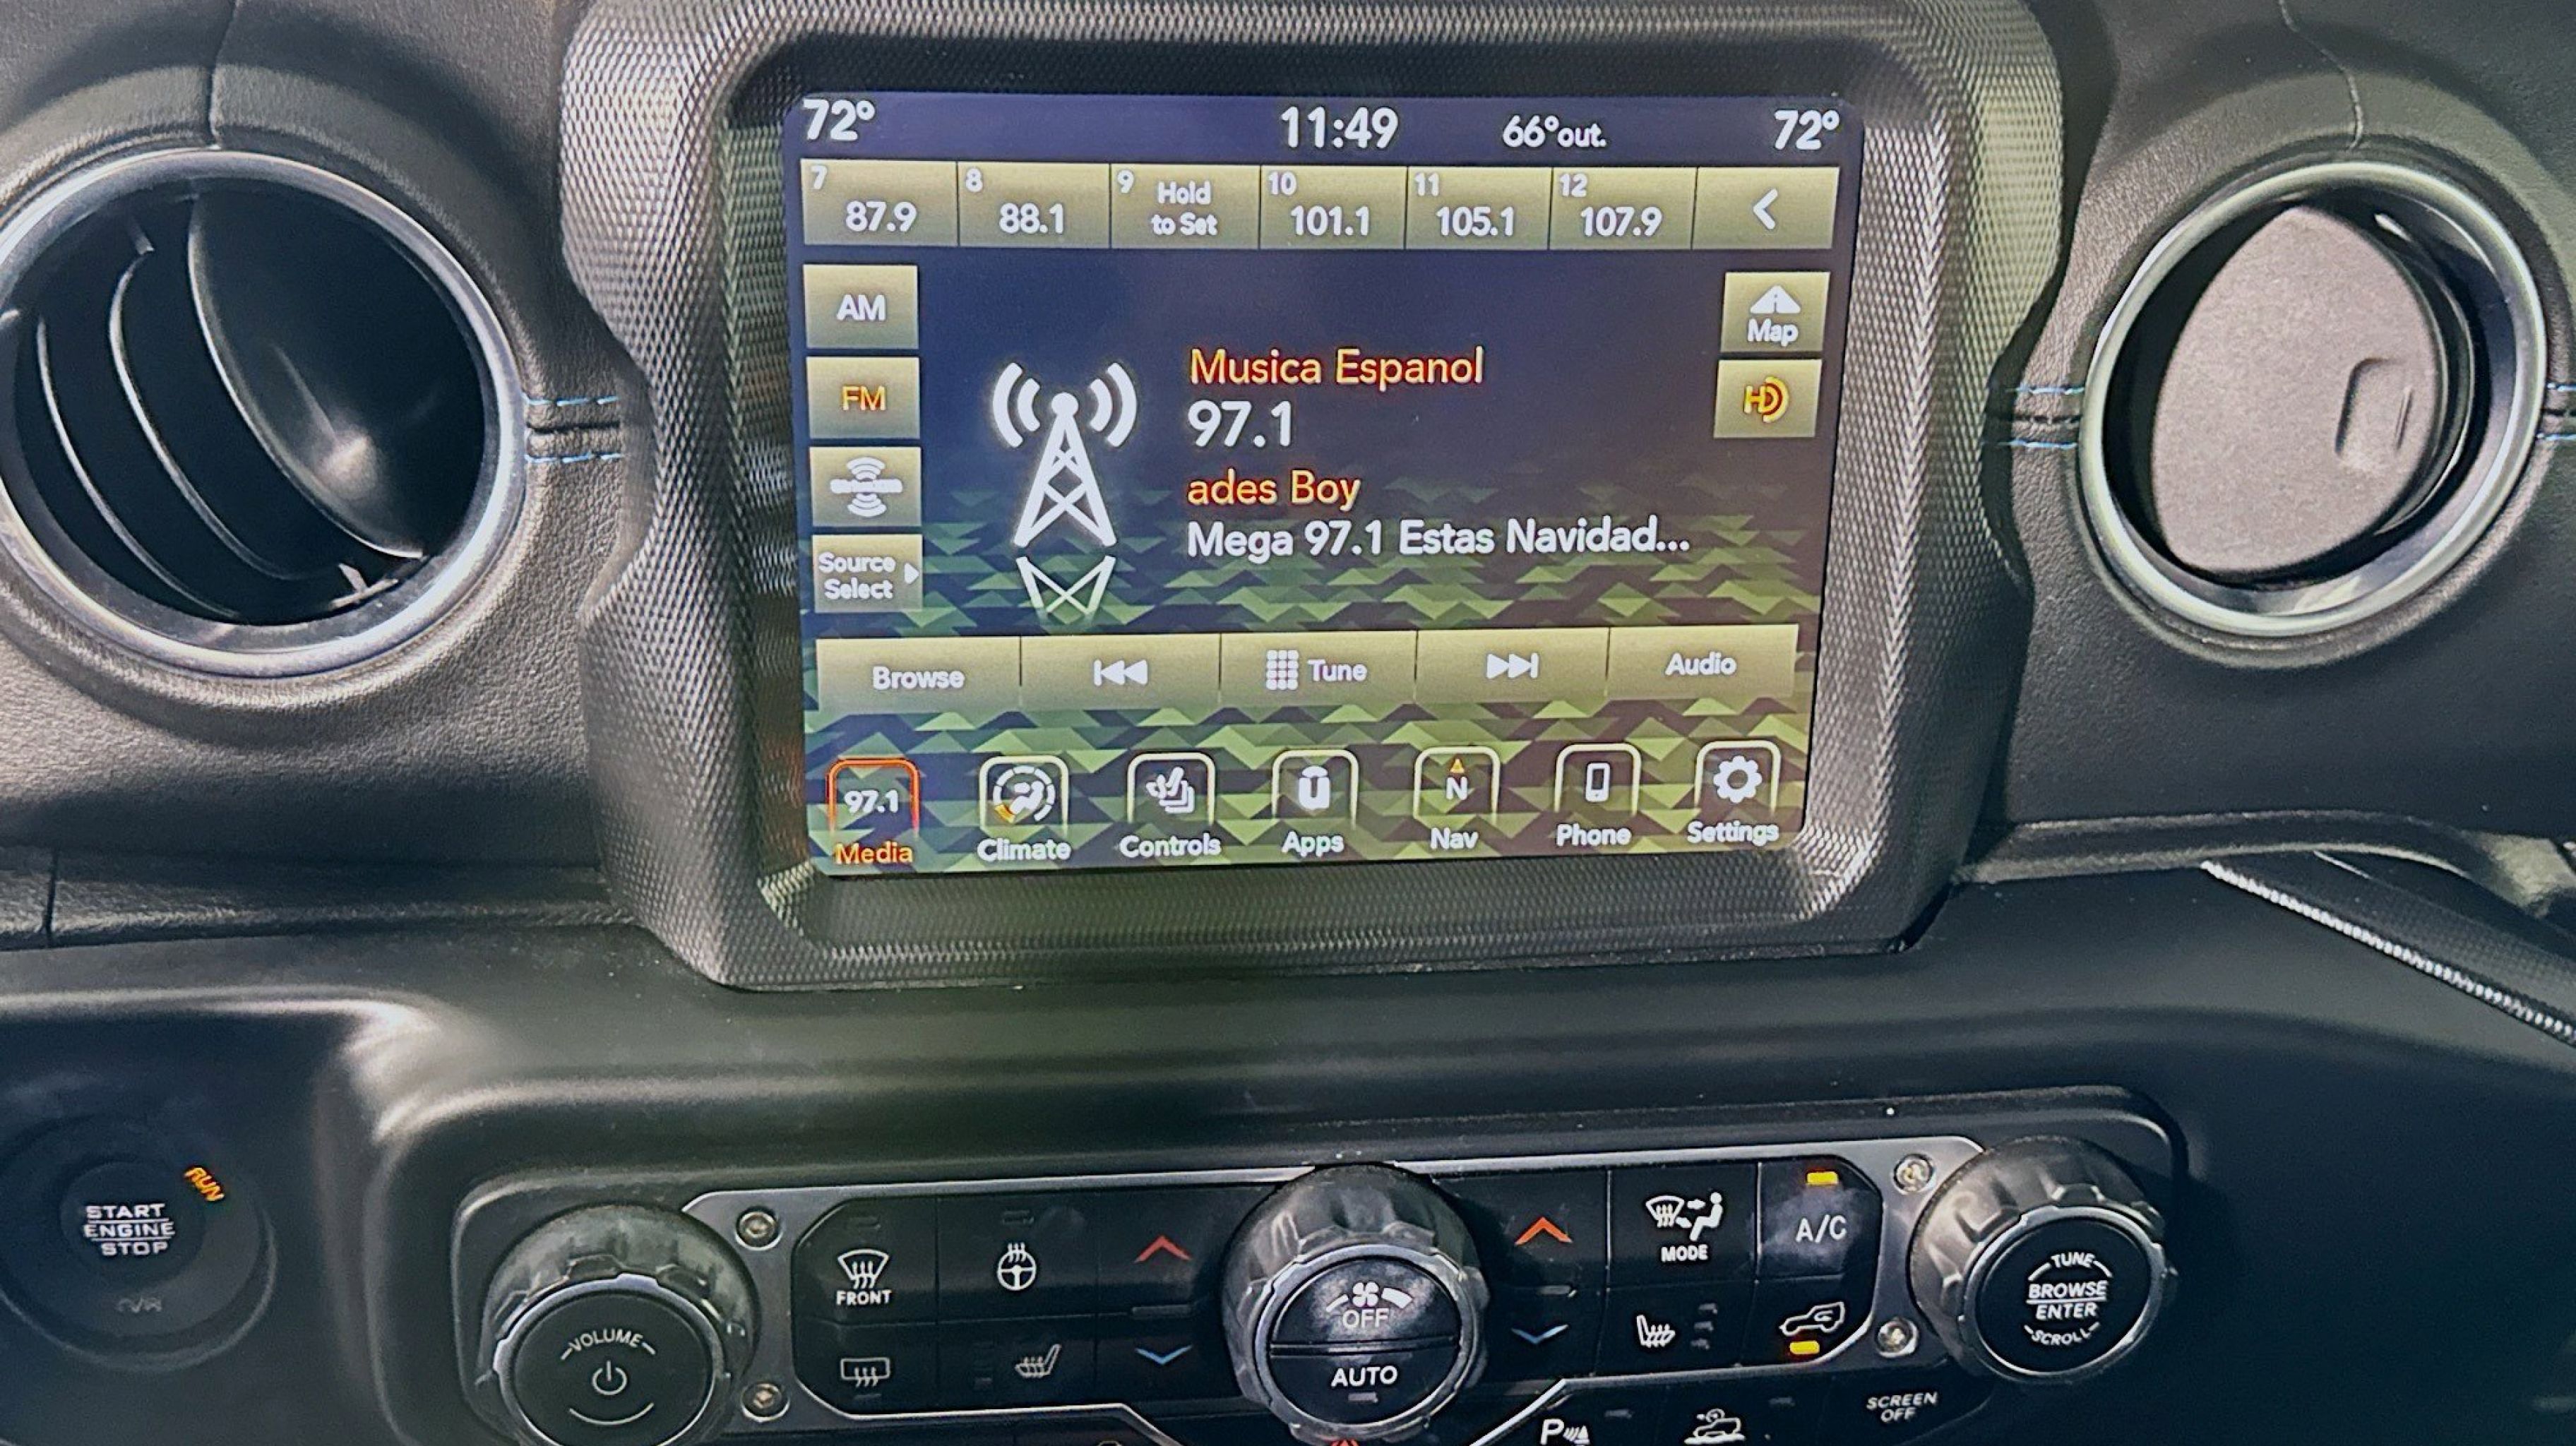 72° 11:49 66°out. 72°
7 87.9 8 88.1 9 Hold to Set 10 101.1 11 105.1 12 107.9
AM
Map
Musica Espanol
FM
HD
97.1
ades Boy
Mega 97.1 Estas Navidad...
Source
Select
Browse Tune Audio
97.1 N
Media Climate Controls Apps Nav Phone Settings
RUN
START
ENGINE
STOP
FRONT
MODE
A/C
VOLUME
OFF
AUTO
TUNE
BROWSE
ENTER
SCROLL
P
SCREEN
OFF